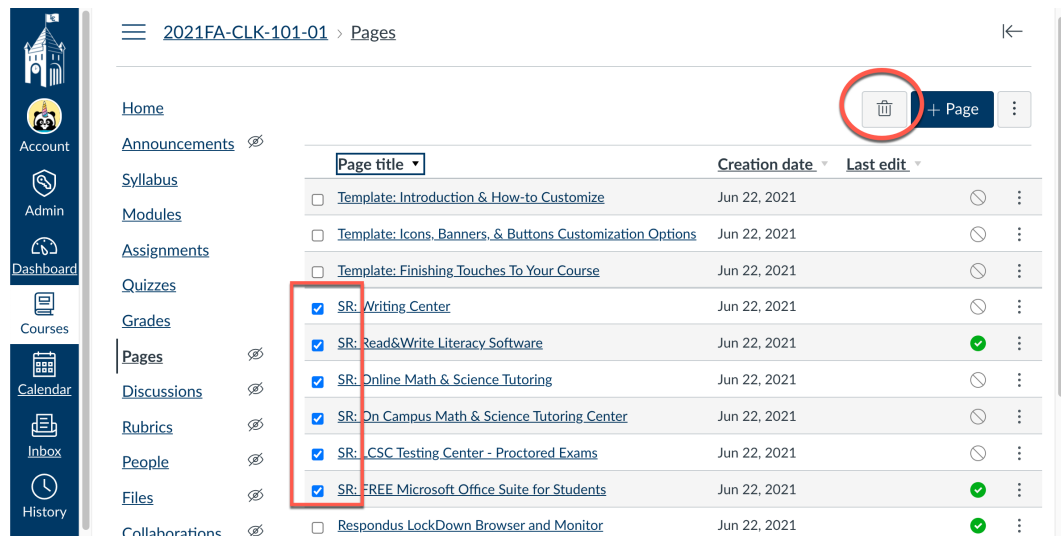 2021FA-CLK-101-01 > Pages
Account
Admin
Dashboard
Courses
Calendar
Inbox
History
Home
Announcements
Syllabus
Modules
Assignments
Quizzes
Grades
Pages
Discussions
Rubrics
People
Files
Collaborations
+ Page
Page title Creation date Last edit
Template: Introduction & How-to Customize Jun 22, 2021
Template: Icons, Banners, & Buttons Customization Options Jun 22, 2021
Template: Finishing Touches To Your Course Jun 22, 2021
SR: Writing Center Jun 22, 2021
SR: Read&Write Literacy Software Jun 22, 2021
SR: Online Math & Science Tutoring Jun 22, 2021
SR: On Campus Math & Science Tutoring Center Jun 22, 2021
SR: LCSC Testing Center - Proctored Exams Jun 22, 2021
SR: FREE Microsoft Office Suite for Students Jun 22, 2021
Respondus LockDown Browser and Monitor Jun 22, 2021